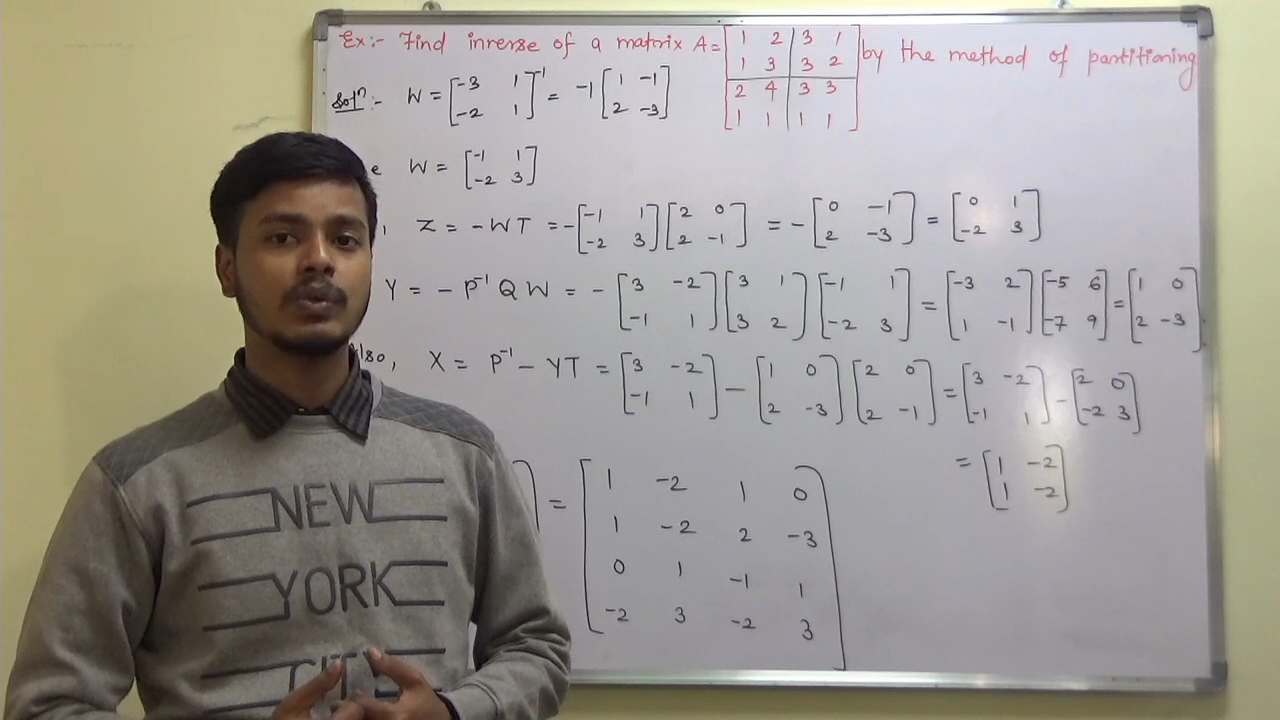 Ex:- Find inverse of a matrix A = [1 2 3 1 by the method of partitioning
1 3 3 2
2 4 3 3
1 1 1 1]
Solⁿ:- W = [-3 1 ; -2 1]⁻¹ = -1 [1 -1 ; 2 -3]
e W = [-1 1 ; -2 3]
, Z = -WT = -[-1 1 ; -2 3] [2 0 ; 2 -1] = -[0 -1 ; 2 -3] = [0 1 ; -2 3]
Y = -P⁻¹QW = -[3 -2 ; -1 1] [3 1 ; 3 2] [-1 1 ; -2 3] = [-3 2 ; 1 -1] [-5 6 ; -7 9] = [1 0 ; 2 -3]
Also, X = P⁻¹ - YT = [3 -2 ; -1 1] - [1 0 ; 2 -3] [2 0 ; 2 -1] = [3 -2 ; -1 1] - [2 0 ; -2 3]
= [1 -2 ; 1 -2]
] = [1 -2 1 0
1 -2 2 -3
0 1 -1 1
-2 3 -2 3]
NEW
YORK
CITY